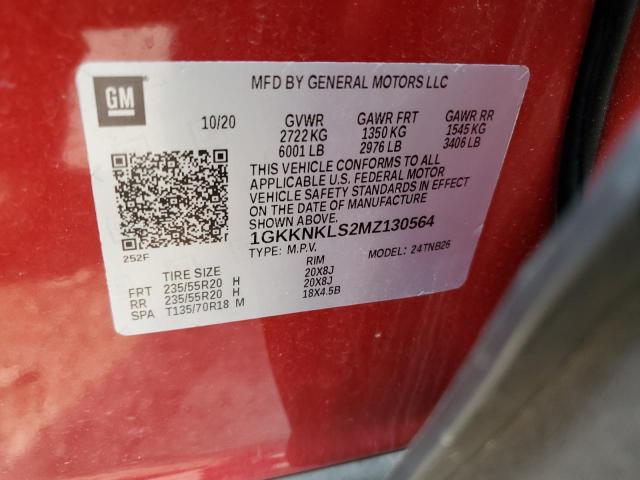 GM
MFD BY GENERAL MOTORS LLC
10/20 GVWR GAWR FRT GAWR RR
2722 KG 1350 KG 1545 KG
6001 LB 2976 LB 3406 LB
THIS VEHICLE CONFORMS TO ALL
APPLICABLE U.S. FEDERAL MOTOR
VEHICLE SAFETY STANDARDS IN EFFECT
ON THE DATE OF MANUFACTURE
SHOWN ABOVE.
1GKKNKLS2MZ130564
252F TYPE: M.P.V. MODEL: 24TNB26
TIRE SIZE RIM
FRT 235/55R20 H 20X8J
RR 235/55R20 H 20X8J
SPA T135/70R18 M 18X4.5B